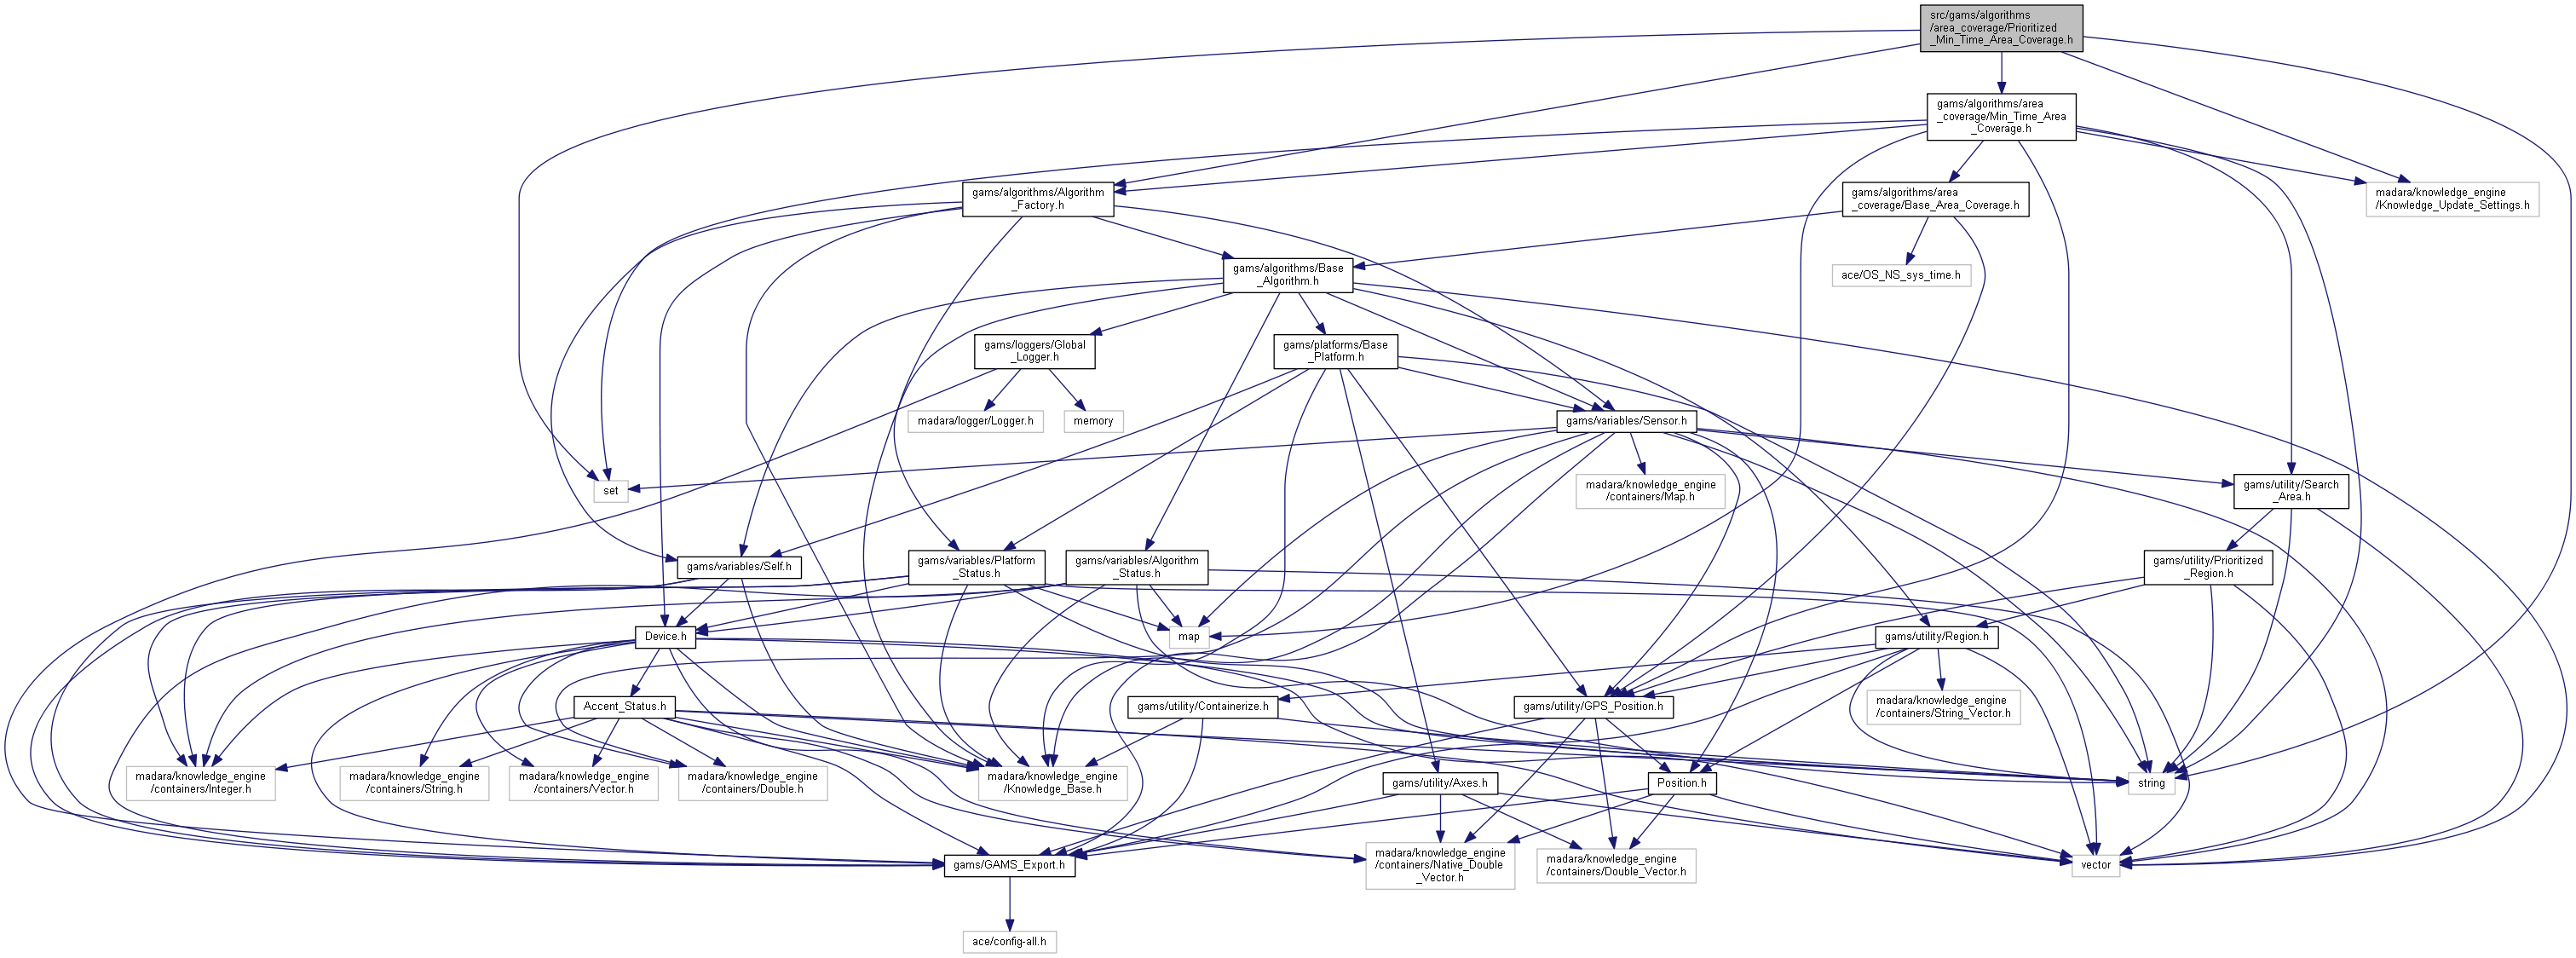 src/gams/algorithms
/area_coverage/Prioritized
_Min_Time_Area_Coverage.h
gams/algorithms/area
_coverage/Min_Time_Area
_Coverage.h
gams/algorithms/Algorithm
_Factory.h
gams/algorithms/area
_coverage/Base_Area_Coverage.h
madara/knowledge_engine
/Knowledge_Update_Settings.h
gams/algorithms/Base
_Algorithm.h
ace/OS_NS_sys_time.h
gams/loggers/Global
_Logger.h
gams/platforms/Base
_Platform.h
madara/logger/Logger.h
memory
gams/variables/Sensor.h
set
madara/knowledge_engine
/containers/Map.h
gams/utility/Search
_Area.h
gams/variables/Self.h
gams/variables/Platform
_Status.h
gams/variables/Algorithm
_Status.h
gams/utility/Prioritized
_Region.h
Device.h
map
gams/utility/Region.h
Accent_Status.h
gams/utility/Containerize.h
gams/utility/GPS_Position.h
madara/knowledge_engine
/containers/String_Vector.h
madara/knowledge_engine
/containers/Integer.h
madara/knowledge_engine
/containers/String.h
madara/knowledge_engine
/containers/Vector.h
madara/knowledge_engine
/containers/Double.h
madara/knowledge_engine
/Knowledge_Base.h
gams/utility/Axes.h
Position.h
string
gams/GAMS_Export.h
madara/knowledge_engine
/containers/Native_Double
_Vector.h
madara/knowledge_engine
/containers/Double_Vector.h
vector
ace/config-all.h